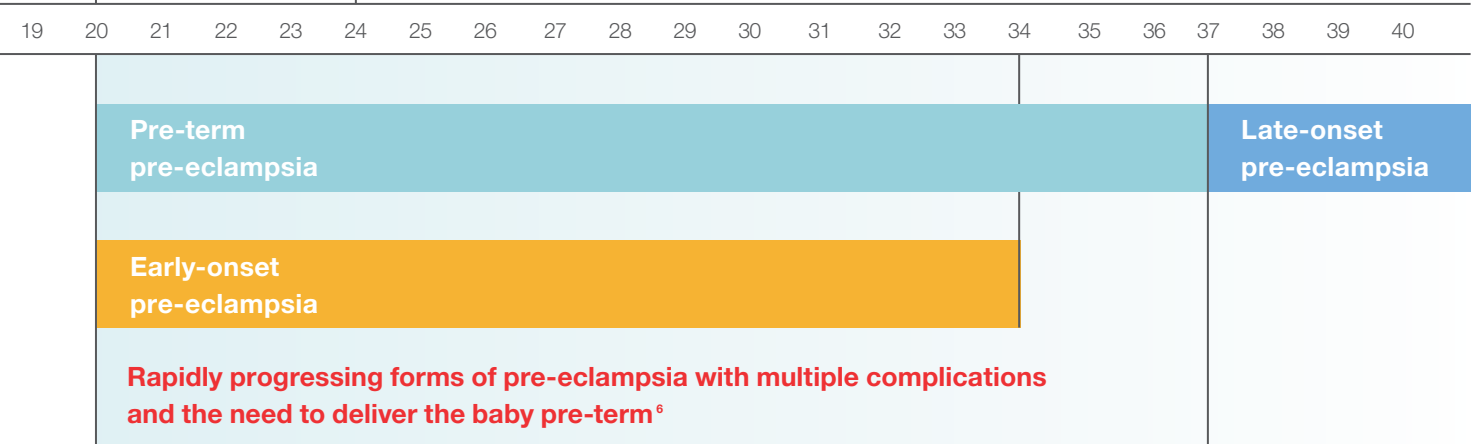 19 20 21 22 23 24 25 26 27 28 29 30 31 32 33 34 35 36 37 38 39 40
Pre-term
pre-eclampsia
Late-onset
pre-eclampsia
Early-onset
pre-eclampsia
Rapidly progressing forms of pre-eclampsia with multiple complications
and the need to deliver the baby pre-term⁶